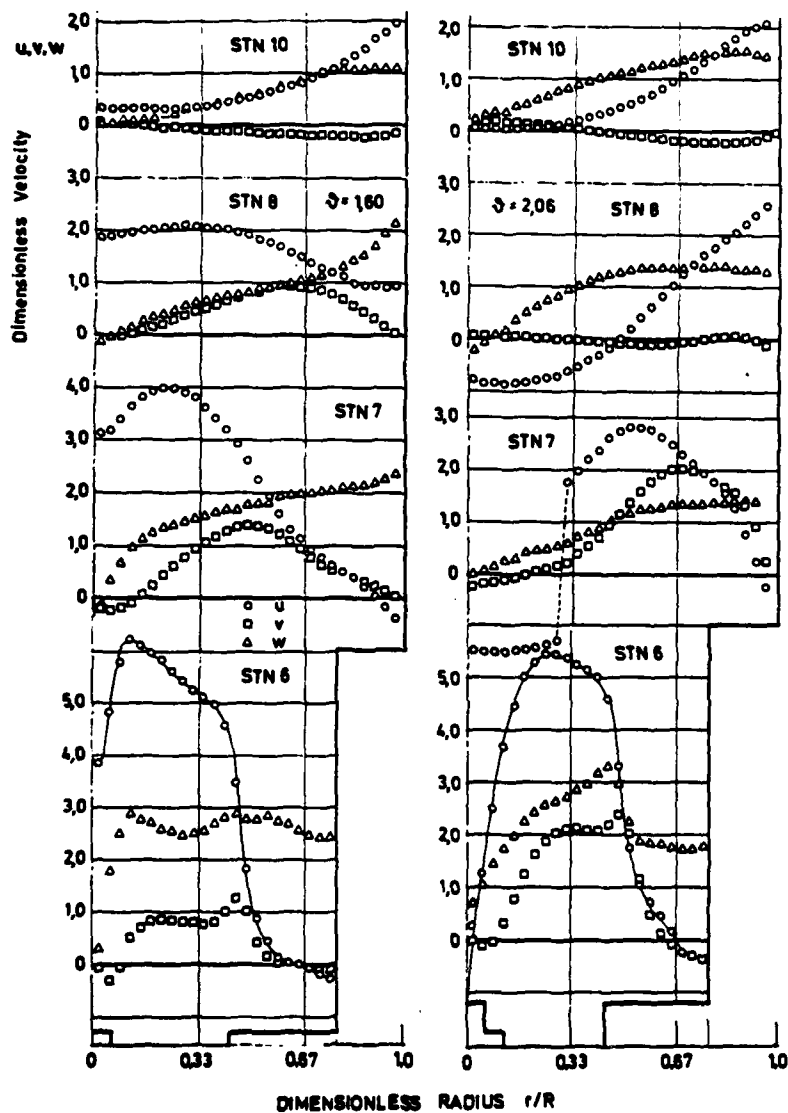 u,v,w
Dimensionless Velocity
2,0
STN 10
1,0
0
3,0
STN 8 ϑ = 1,60
2,0
1,0
0
4,0
STN 7
3,0
2,0
1,0
0
u
v
w
STN 6
5,0
4,0
3,0
2,0
1,0
0
0 0,33 0,67 1,0
2,0
STN 10
1,0
0
3,0
ϑ = 2,06 STN 8
2,0
1,0
0
3,0
STN 7
2,0
1,0
0
STN 6
5,0
4,0
3,0
2,0
1,0
0
0 0,33 0,67 1,0
DIMENSIONLESS RADIUS r/R